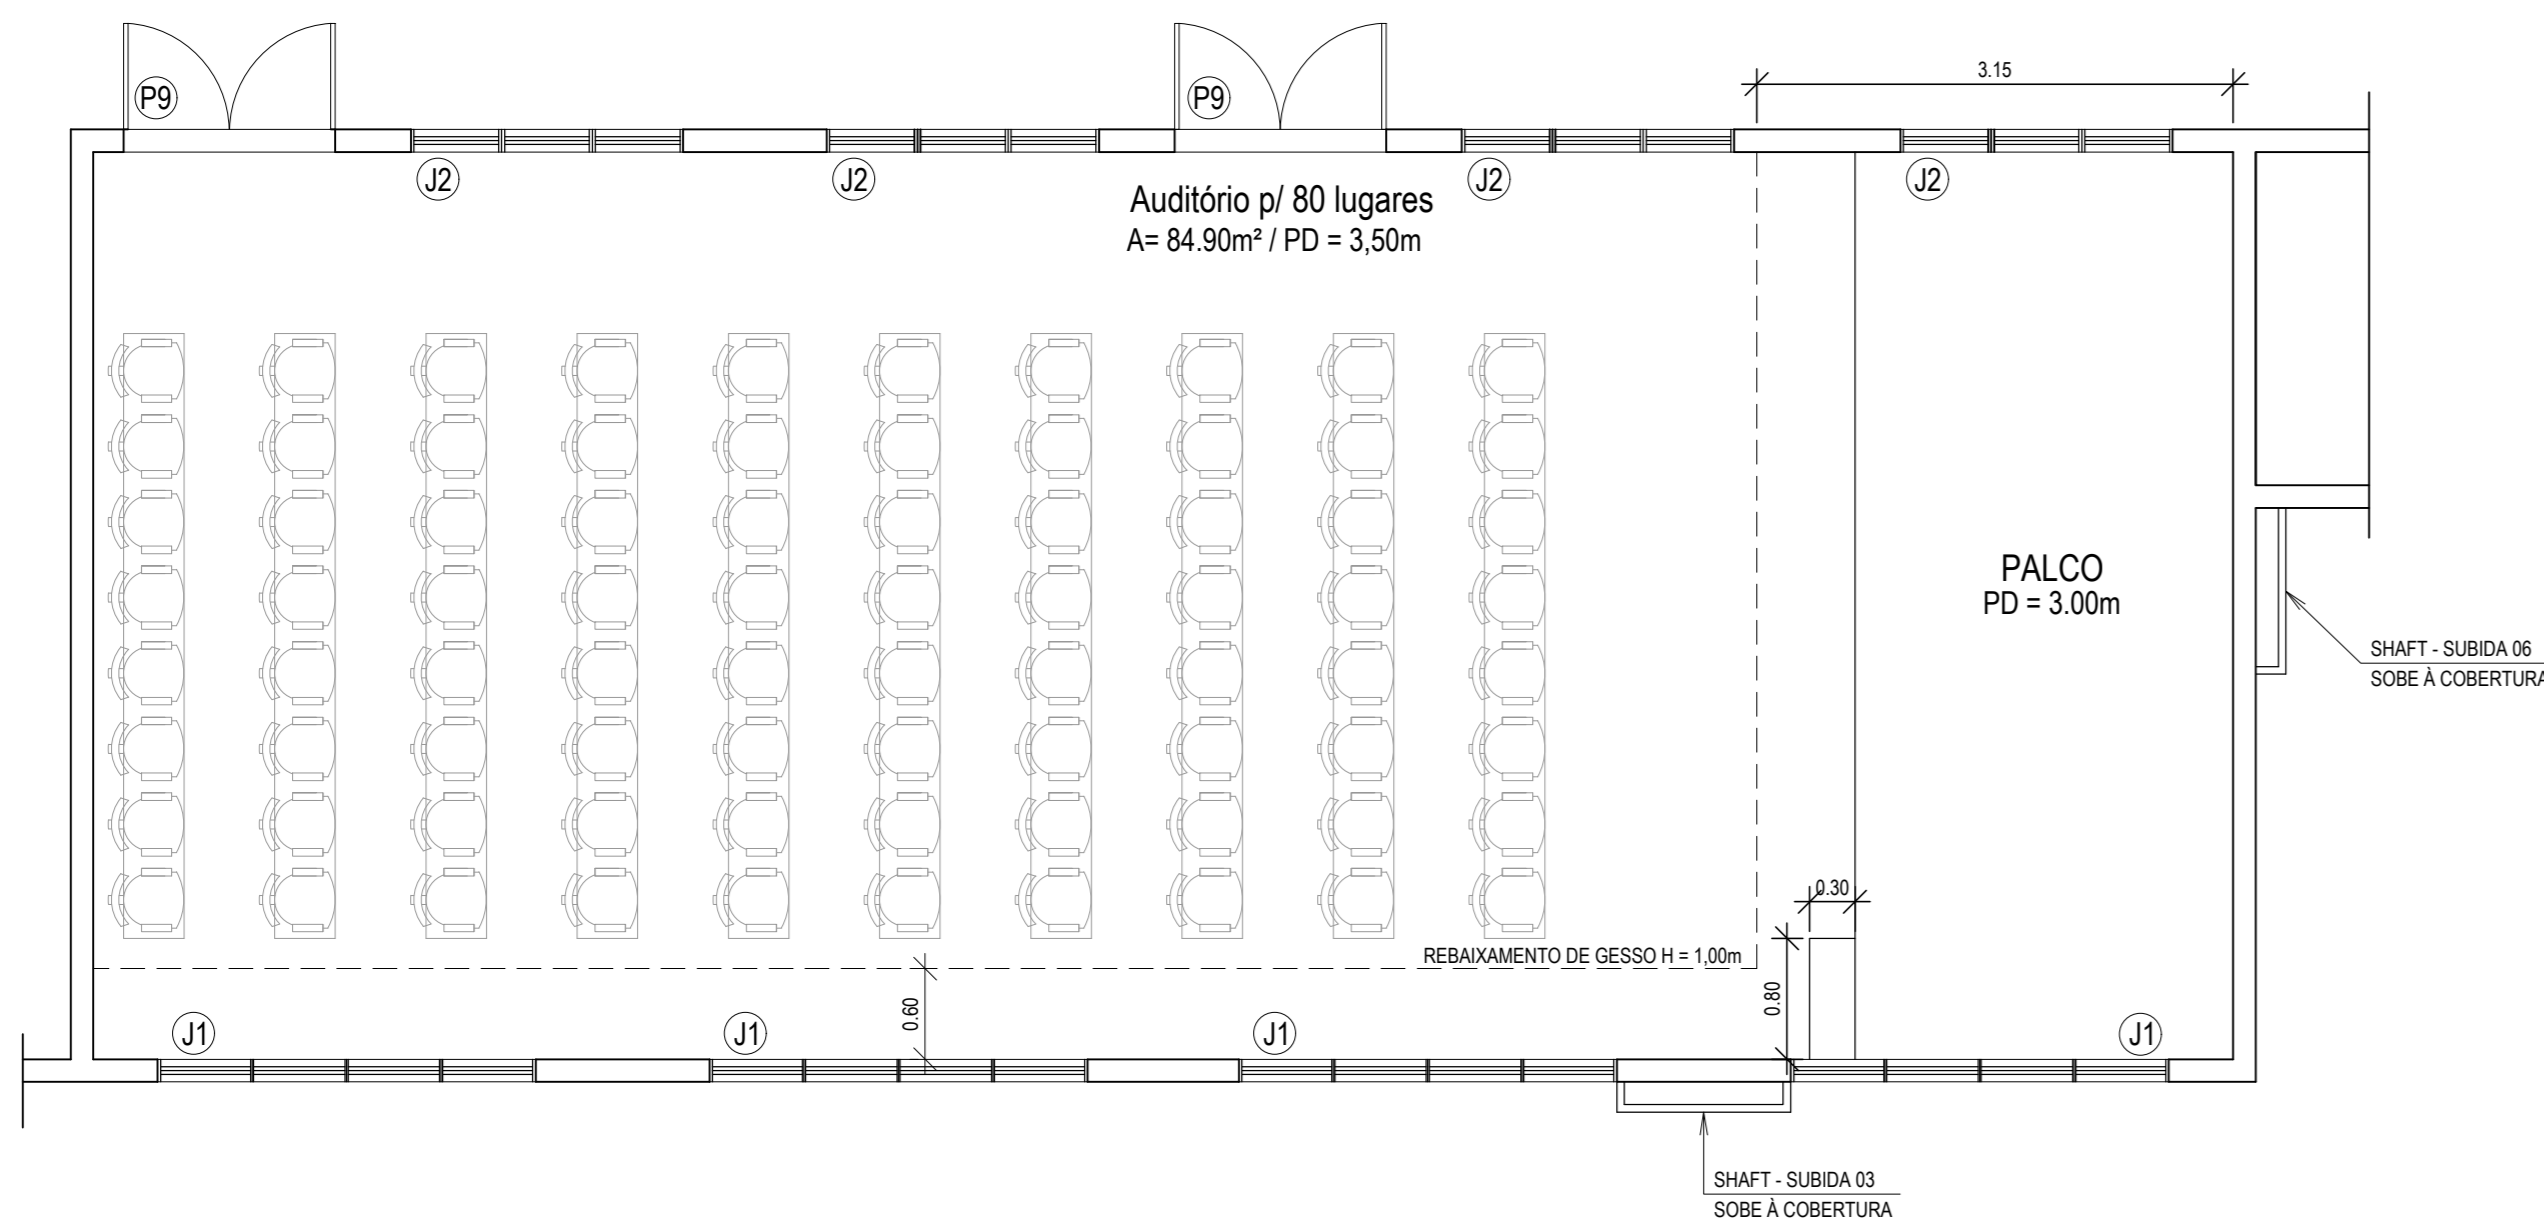 P9
P9
3.15
J2
J2
J2
J2
Auditório p/ 80 lugares
A= 84.90m² / PD = 3,50m
PALCO
PD = 3.00m
SHAFT - SUBIDA 06
SOBE À COBERTURA
0.30
REBAIXAMENTO DE GESSO H = 1,00m
0.60
0.80
J1
J1
J1
J1
SHAFT - SUBIDA 03
SOBE À COBERTURA